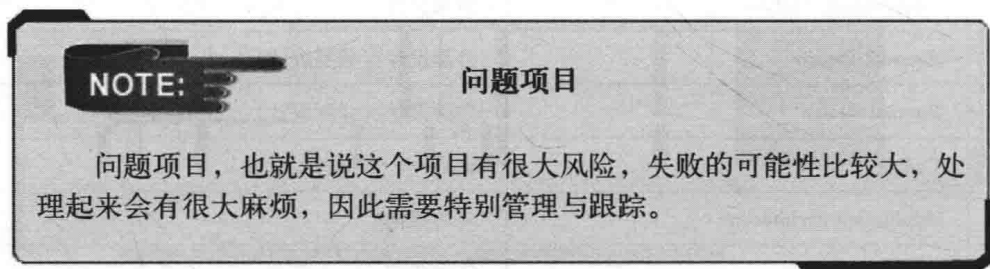 NOTE:
问题项目
问题项目，也就是说这个项目有很大风险，失败的可能性比较大，处
理起来会有很大麻烦，因此需要特别管理与跟踪。